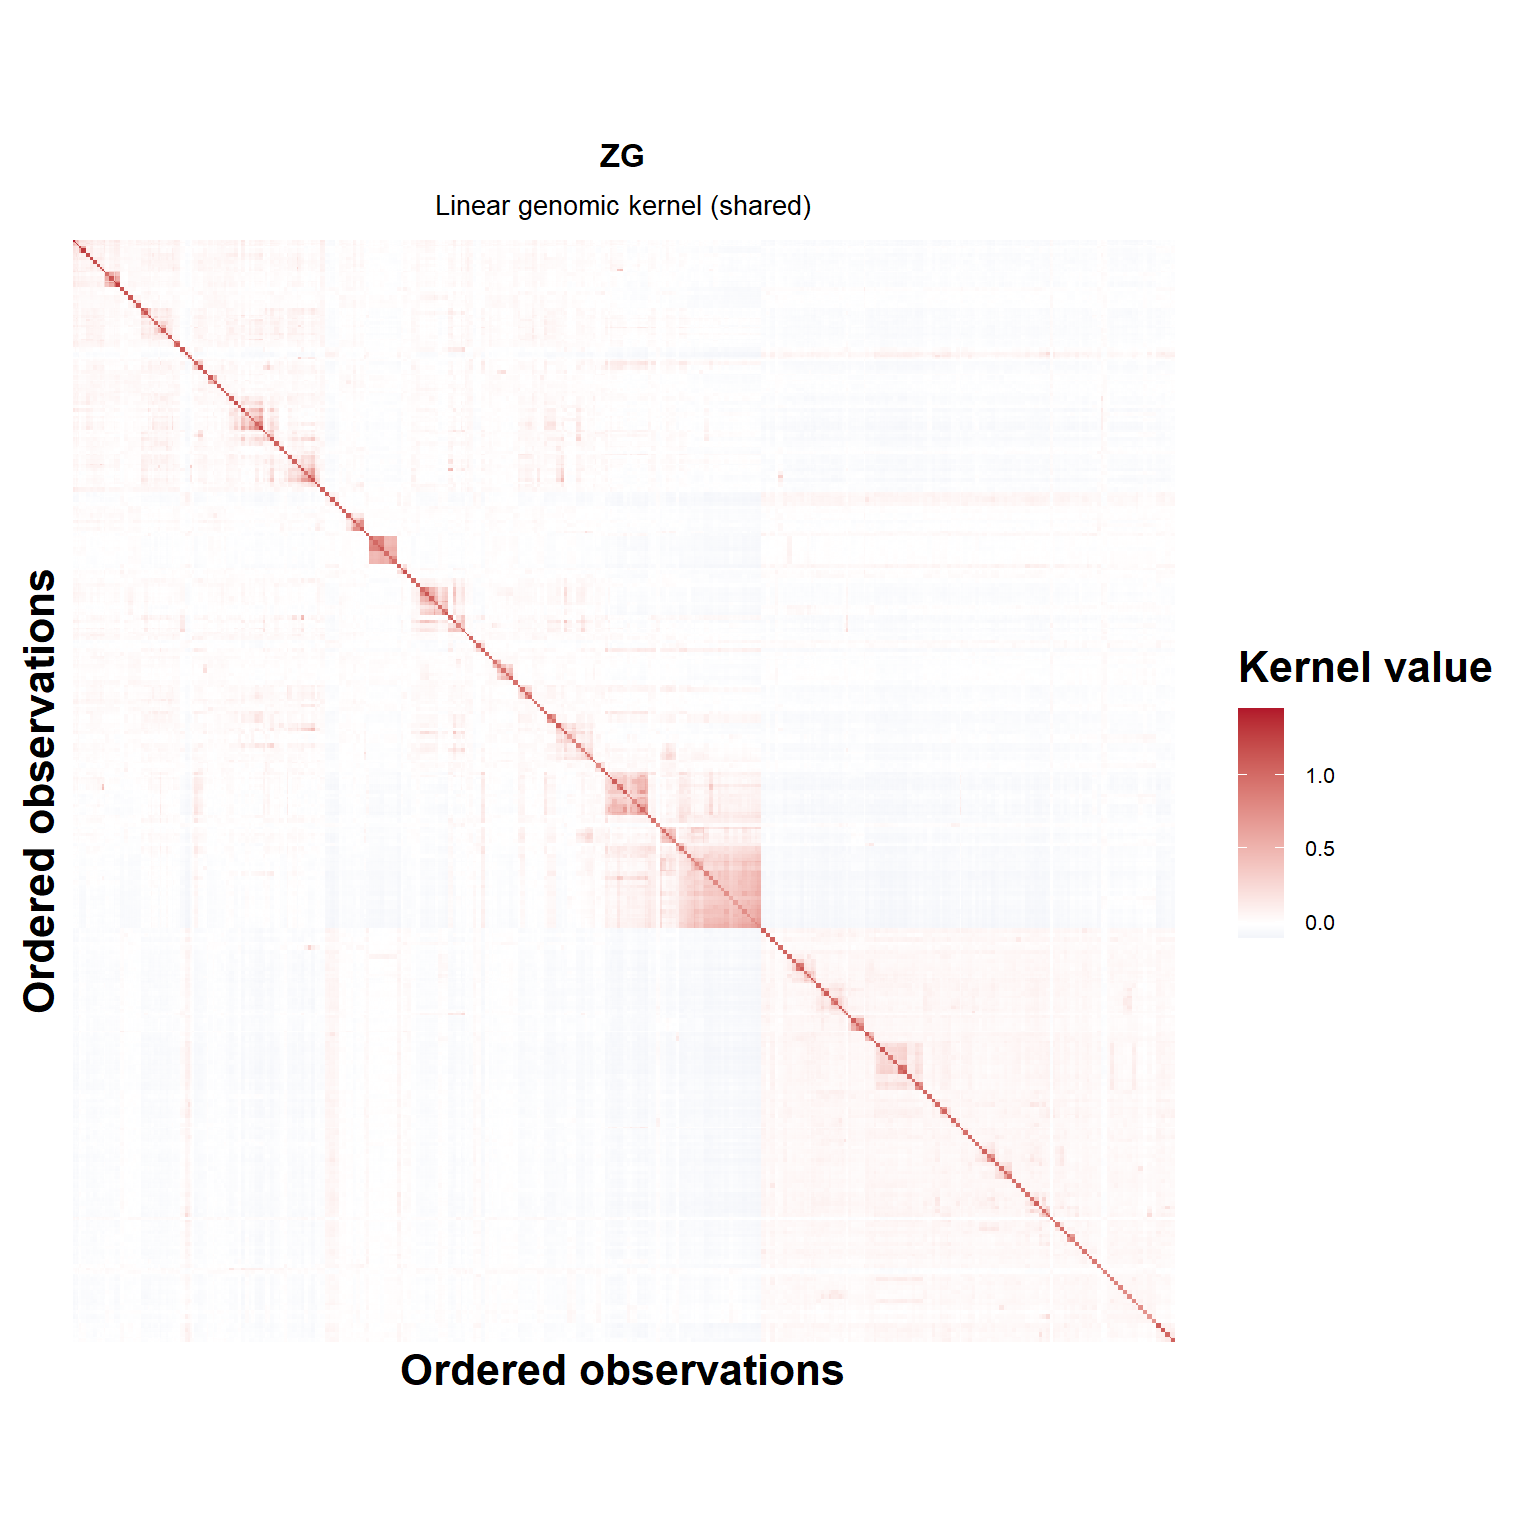 ZG
Linear genomic kernel (shared)
Ordered observations
Kernel value
1.0
0.5
0.0
Ordered observations